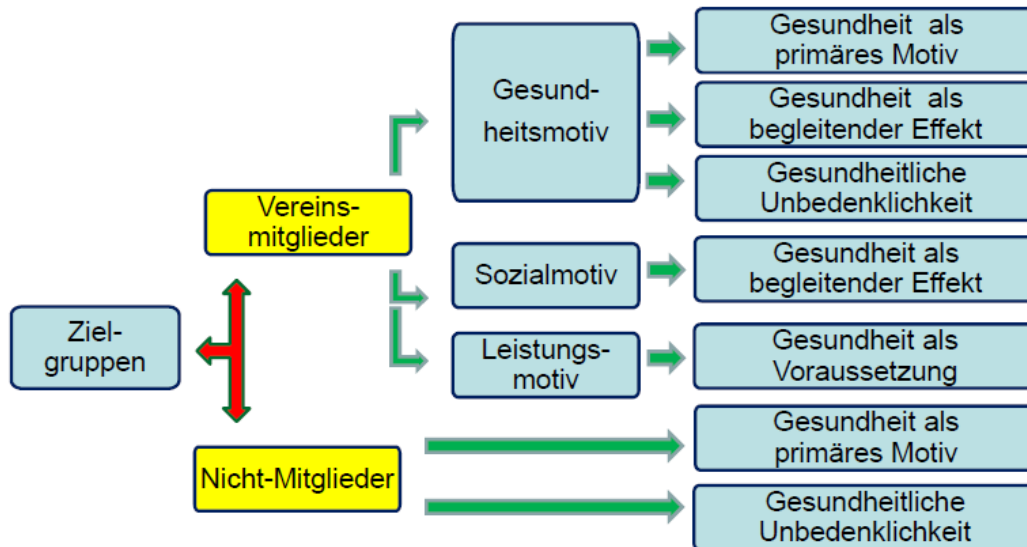 Ziel-
gruppen
Vereins-
mitglieder
Nicht-Mitglieder
Gesund-
heitsmotiv
Sozialmotiv
Leistungs-
motiv
Gesundheit als
primäres Motiv
Gesundheit als
begleitender Effekt
Gesundheitliche
Unbedenklichkeit
Gesundheit als
begleitender Effekt
Gesundheit als
Voraussetzung
Gesundheit als
primäres Motiv
Gesundheitliche
Unbedenklichkeit